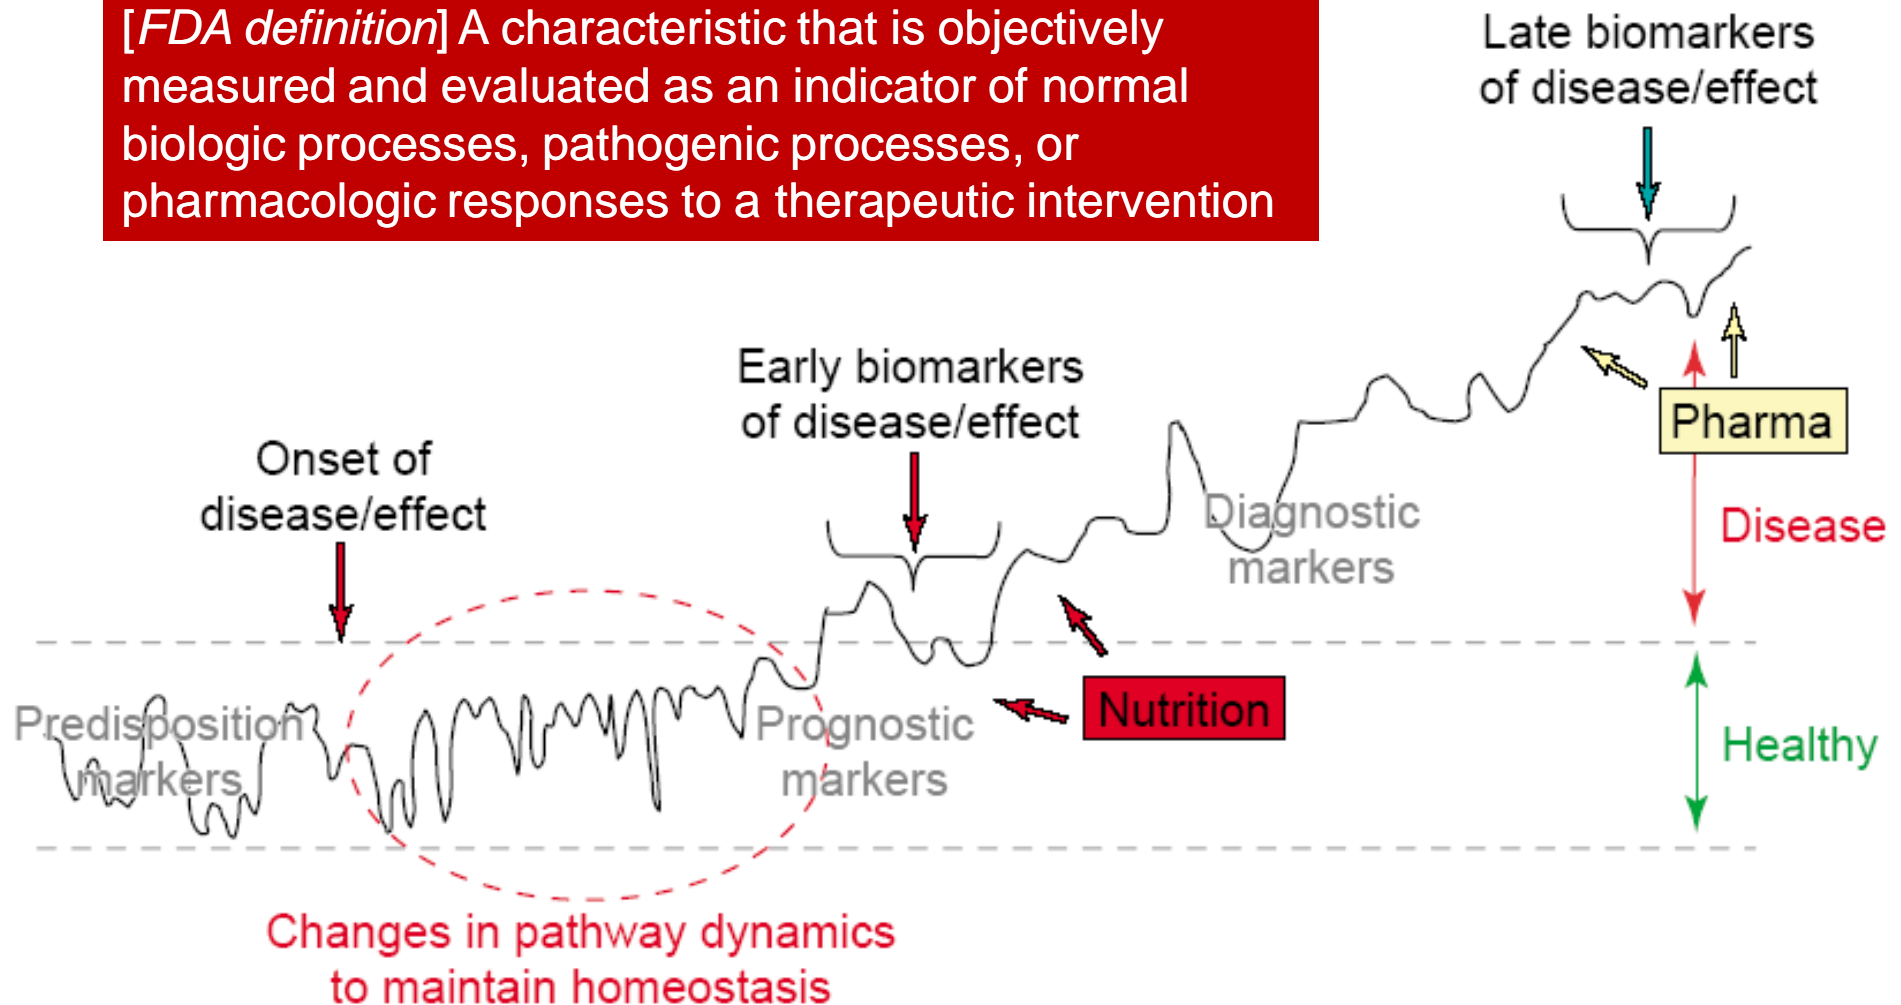 [FDA definition] A characteristic that is objectively
measured and evaluated as an indicator of normal
biologic processes, pathogenic processes, or
pharmacologic responses to a therapeutic intervention
Late biomarkers
of disease/effect
Early biomarkers
of disease/effect
Onset of
disease/effect
Pharma
Diagnostic
markers
Disease
Predisposition
markers
Prognostic
markers
Nutrition
Healthy
Changes in pathway dynamics
to maintain homeostasis